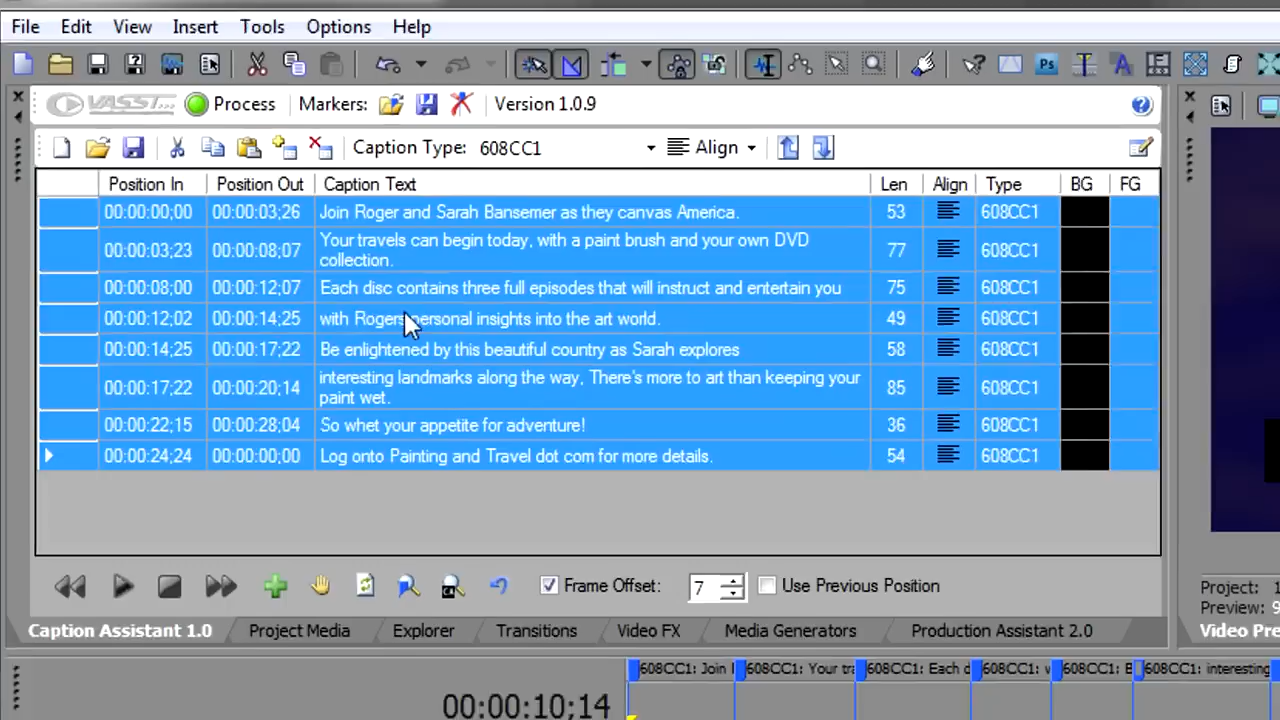 File Edit View Insert Tools Options Help
VASST... Process Markers: Version 1.0.9
Caption Type: 608CC1 Align
Position In Position Out Caption Text Len Align Type BG FG
00:00:00;00 00:00:03;26 Join Roger and Sarah Bansemer as they canvas America. 53 608CC1
00:00:03;23 00:00:08;07 Your travels can begin today, with a paint brush and your own DVD
collection. 77 608CC1
00:00:08;00 00:00:12;07 Each disc contains three full episodes that will instruct and entertain you 75 608CC1
00:00:12;02 00:00:14;25 with Rogers personal insights into the art world. 49 608CC1
00:00:14;25 00:00:17;22 Be enlightened by this beautiful country as Sarah explores 58 608CC1
00:00:17;22 00:00:20;14 interesting landmarks along the way, There's more to art than keeping your
paint wet. 85 608CC1
00:00:22;15 00:00:28;04 So whet your appetite for adventure! 36 608CC1
00:00:24;24 00:00:00;00 Log onto Painting and Travel dot com for more details. 54 608CC1
Frame Offset: 7 Use Previous Position
Project: 1
Preview: 9
Caption Assistant 1.0 Project Media Explorer Transitions Video FX Media Generators Production Assistant 2.0 Video Pre
608CC1: Join 608CC1: Your tra 608CC1: Each d 608CC1: w 608CC1: B 608CC1: interesting
00:00:10;14